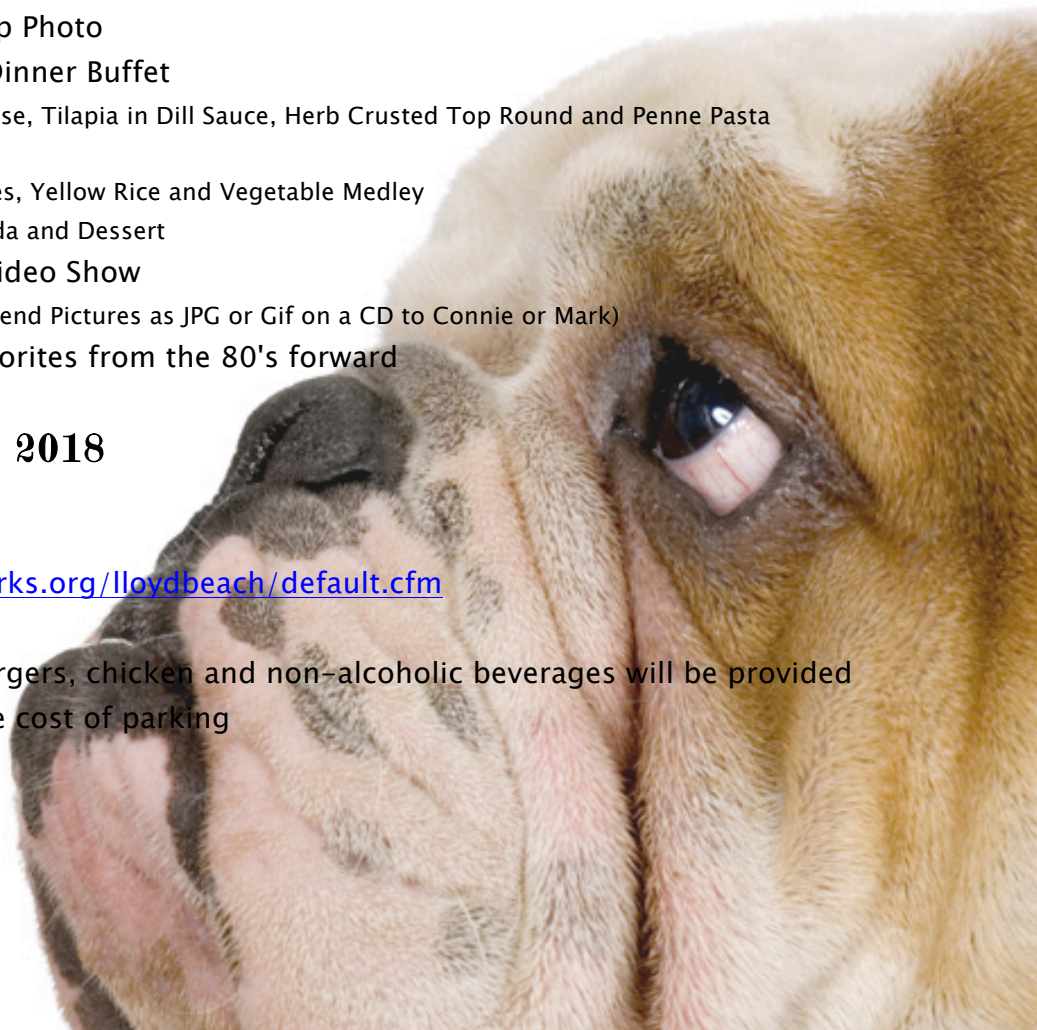 p Photo
Dinner Buffet
se, Tilapia in Dill Sauce, Herb Crusted Top Round and Penne Pasta
es, Yellow Rice and Vegetable Medley
da and Dessert
ideo Show
end Pictures as JPG or Gif on a CD to Connie or Mark)
orites from the 80's forward
2018
rks.org/lloydbeach/default.cfm
rgers, chicken and non-alcoholic beverages will be provided
e cost of parking